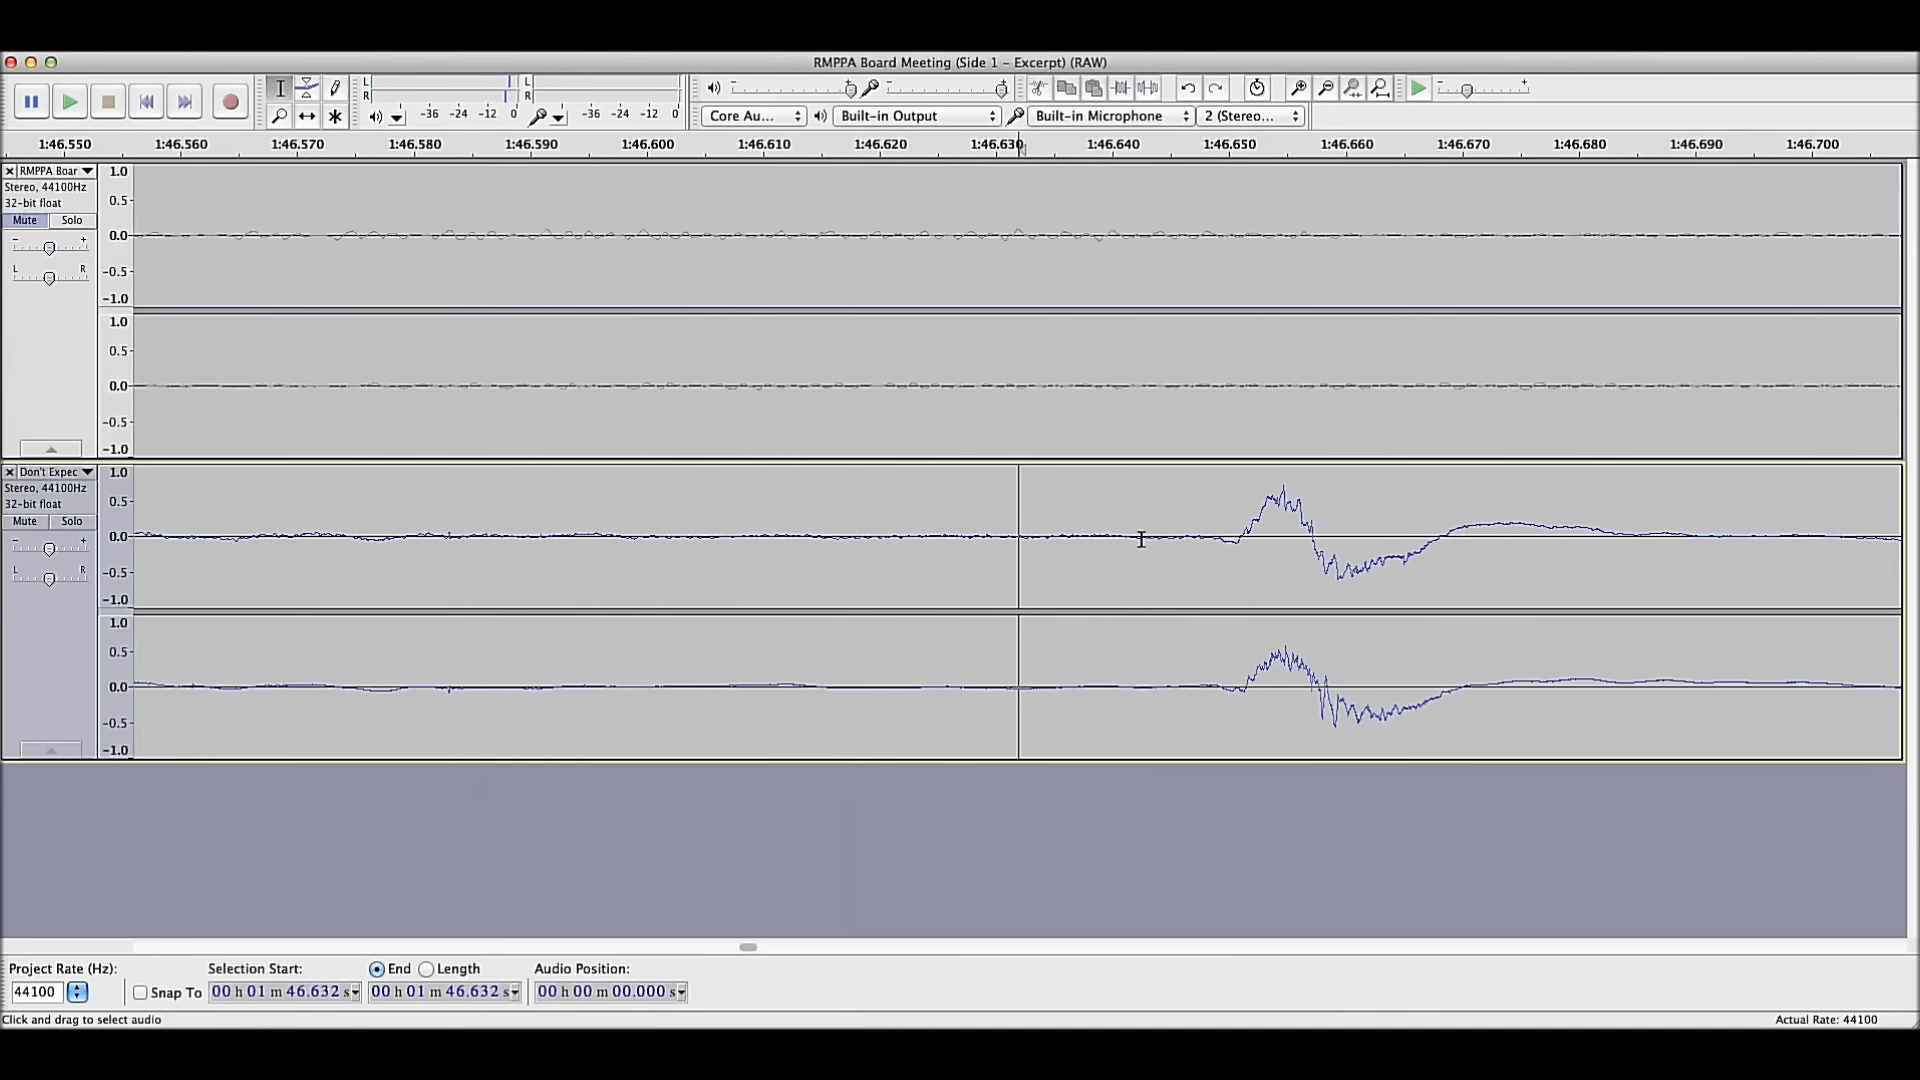 RMPPA Board Meeting (Side 1 – Excerpt) (RAW)
L
R
-36 -24 -12 0
L
R
-36 -24 -12 0
Core Au...
Built-in Output
Built-in Microphone
2 (Stereo...
1:46.550 1:46.560 1:46.570 1:46.580 1:46.590 1:46.600 1:46.610 1:46.620 1:46.630 1:46.640 1:46.650 1:46.660 1:46.670 1:46.680 1:46.690 1:46.700
RMPPA Boar
Stereo, 44100Hz
32-bit float
Mute Solo
- +
L R
1.0
0.5
0.0
-0.5
-1.0
1.0
0.5
0.0
-0.5
-1.0
Don't Expec
Stereo, 44100Hz
32-bit float
Mute Solo
- +
L R
1.0
0.5
0.0
-0.5
-1.0
1.0
0.5
0.0
-0.5
-1.0
Project Rate (Hz): Selection Start: End Length Audio Position:
44100 Snap To 00 h 01 m 46.632 s 00 h 01 m 46.632 s 00 h 00 m 00.000 s
Click and drag to select audio Actual Rate: 44100